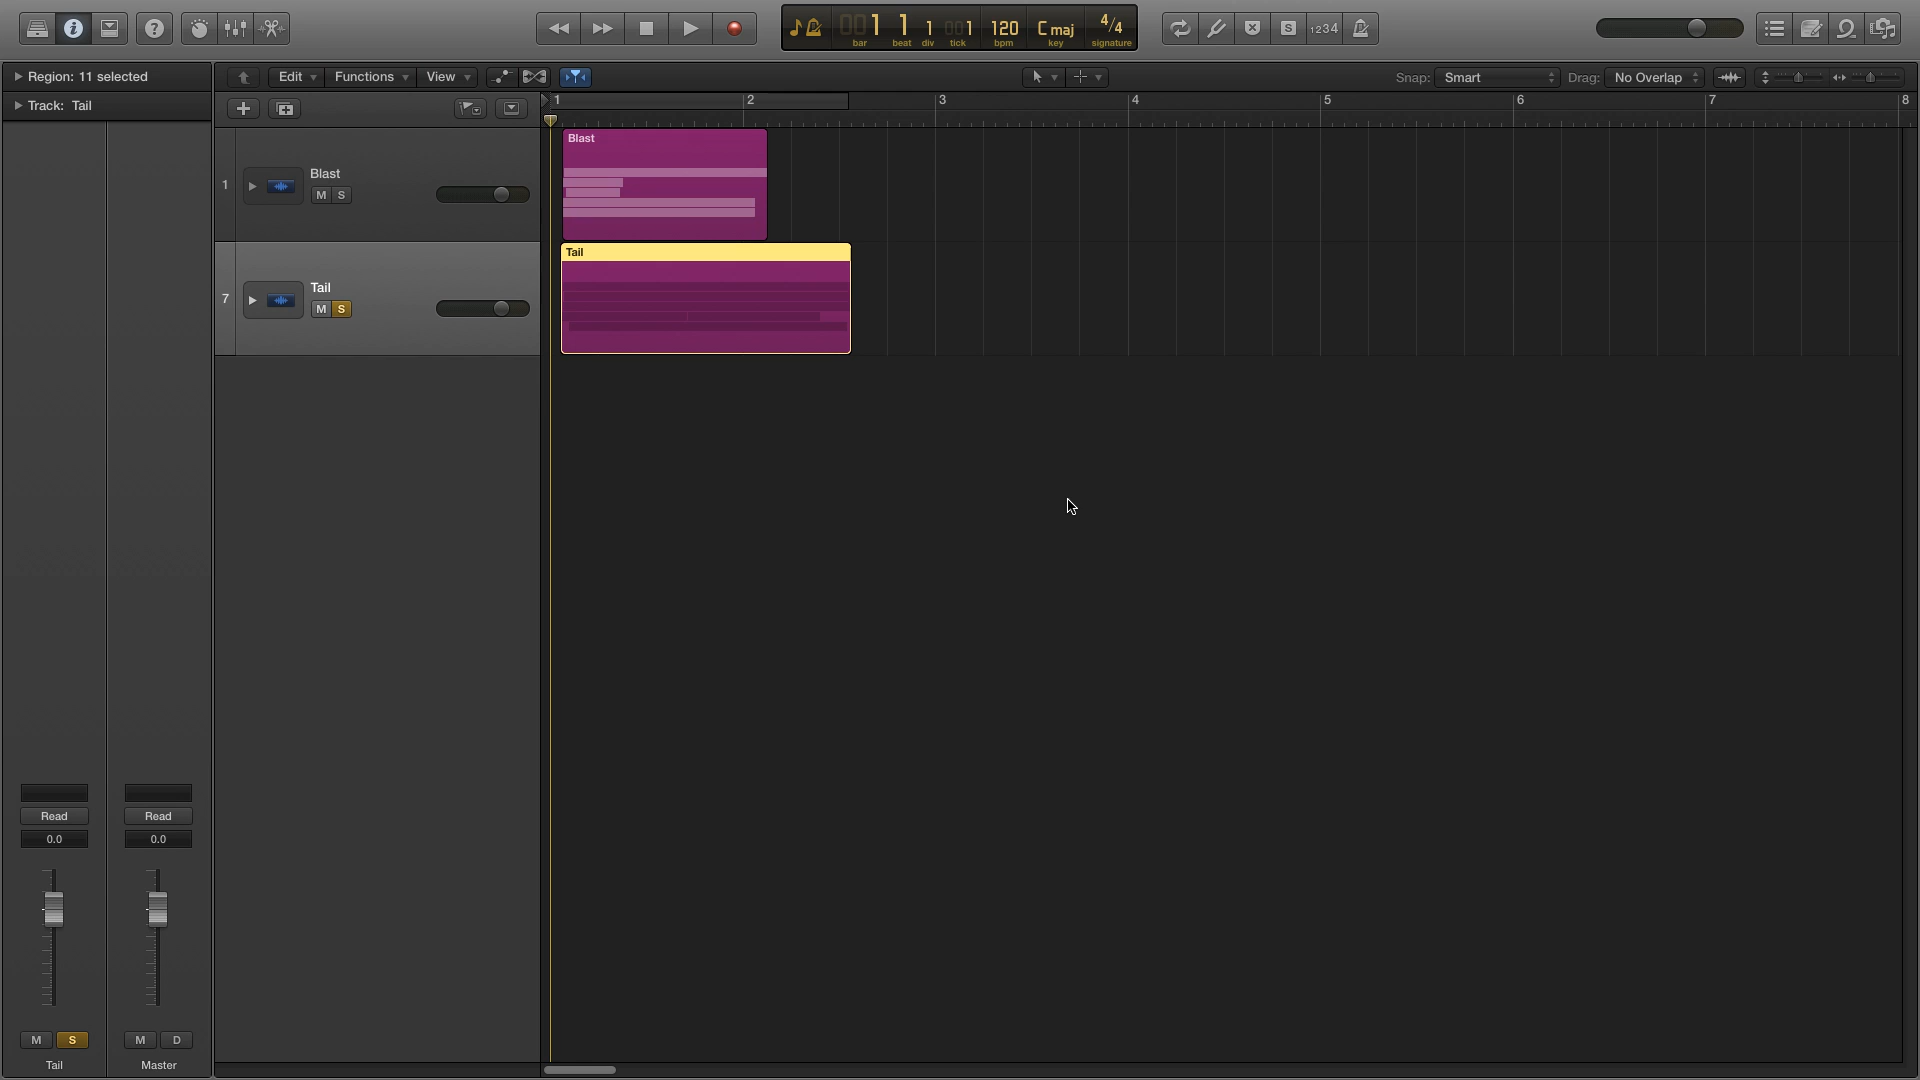 001 1 1 001 120 C maj 4/4
bar beat div tick bpm key signature
1234
Region: 11 selected
Edit Functions View
Snap: Smart Drag: No Overlap
Track: Tail
1 2 3 4 5 6 7 8
Blast
1 Blast
M S
Tail
7 Tail
M S
Read Read
0.0 0.0
M S M D
Tail Master